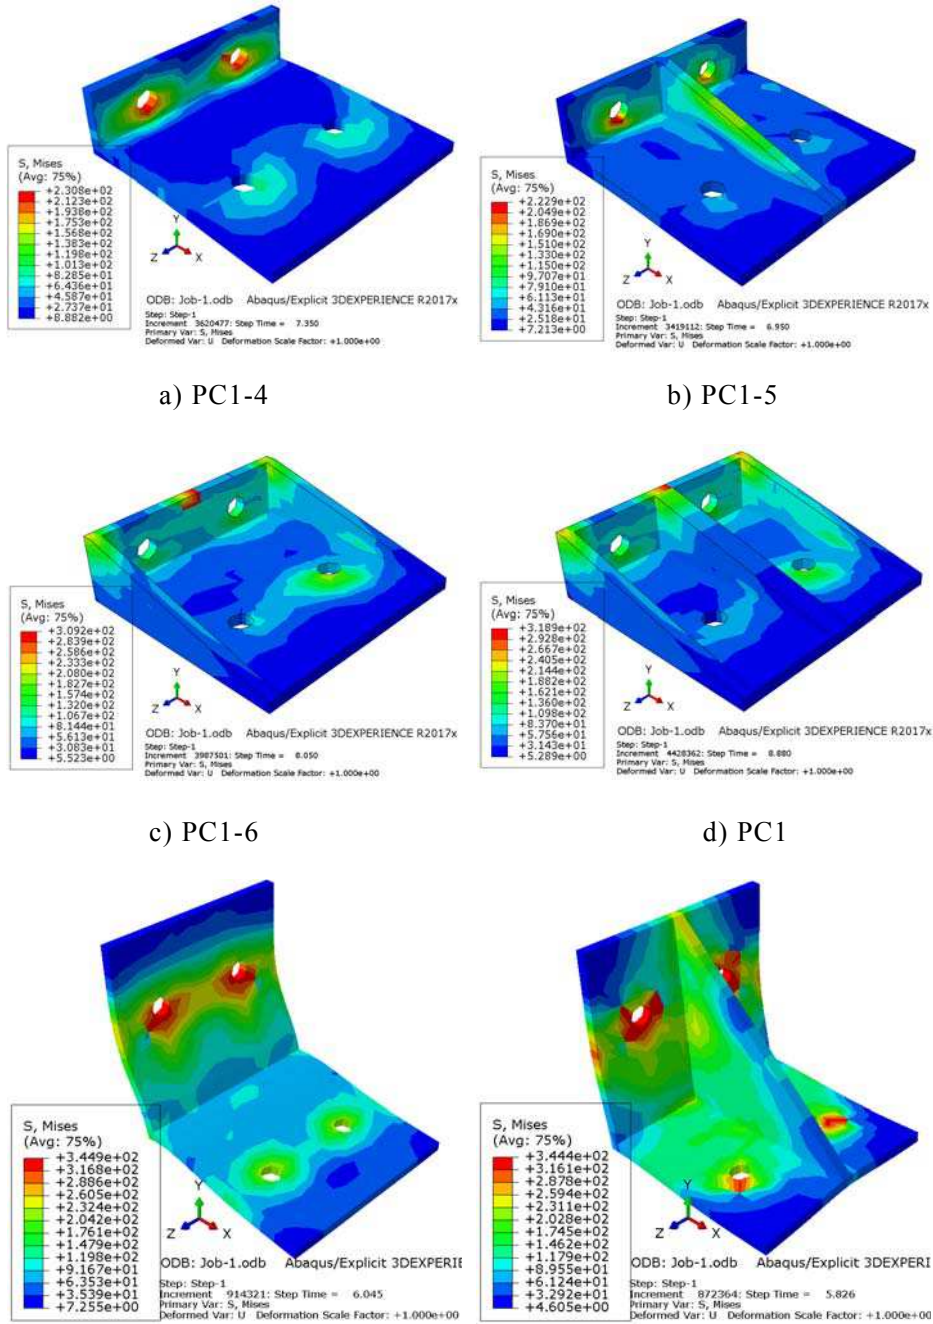 S, Mises
(Avg: 75%)
+2.308e+02
+2.123e+02
+1.938e+02
+1.753e+02
+1.568e+02
+1.383e+02
+1.198e+02
+1.013e+02
+8.285e+01
+6.436e+01
+4.587e+01
+2.737e+01
+8.882e+00
Y
Z
X
ODB: Job-1.odb Abaqus/Explicit 3DEXPERIENCE R2017x
Step: Step-1
Increment 3620477: Step Time = 7.350
Primary Var: S, Mises
Deformed Var: U Deformation Scale Factor: +1.000e+00
a) PC1-4
S, Mises
(Avg: 75%)
+2.229e+02
+2.049e+02
+1.869e+02
+1.690e+02
+1.510e+02
+1.330e+02
+1.150e+02
+9.707e+01
+7.910e+01
+6.113e+01
+4.316e+01
+2.518e+01
+7.213e+00
Y
Z
X
ODB: Job-1.odb Abaqus/Explicit 3DEXPERIENCE R2017x
Step: Step-1
Increment 3419112: Step Time = 6.950
Primary Var: S, Mises
Deformed Var: U Deformation Scale Factor: +1.000e+00
b) PC1-5
S, Mises
(Avg: 75%)
+3.092e+02
+2.839e+02
+2.586e+02
+2.333e+02
+2.080e+02
+1.827e+02
+1.574e+02
+1.320e+02
+1.067e+02
+8.144e+01
+5.613e+01
+3.083e+01
+5.523e+00
Y
Z
X
ODB: Job-1.odb Abaqus/Explicit 3DEXPERIENCE R2017x
Step: Step-1
Increment 3987501: Step Time = 8.050
Primary Var: S, Mises
Deformed Var: U Deformation Scale Factor: +1.000e+00
c) PC1-6
S, Mises
(Avg: 75%)
+3.189e+02
+2.928e+02
+2.667e+02
+2.405e+02
+2.144e+02
+1.882e+02
+1.621e+02
+1.360e+02
+1.098e+02
+8.370e+01
+5.756e+01
+3.143e+01
+5.289e+00
Y
Z
X
ODB: Job-1.odb Abaqus/Explicit 3DEXPERIENCE R2017x
Step: Step-1
Increment 4428362: Step Time = 8.880
Primary Var: S, Mises
Deformed Var: U Deformation Scale Factor: +1.000e+00
d) PC1
S, Mises
(Avg: 75%)
+3.449e+02
+3.168e+02
+2.886e+02
+2.605e+02
+2.324e+02
+2.042e+02
+1.761e+02
+1.479e+02
+1.198e+02
+9.167e+01
+6.353e+01
+3.539e+01
+7.255e+00
Y
Z
X
ODB: Job-1.odb Abaqus/Explicit 3DEXPERIE
Step: Step-1
Increment 914321: Step Time = 6.045
Primary Var: S, Mises
Deformed Var: U Deformation Scale Factor: +1.000e+00
S, Mises
(Avg: 75%)
+3.444e+02
+3.161e+02
+2.878e+02
+2.594e+02
+2.311e+02
+2.028e+02
+1.745e+02
+1.462e+02
+1.179e+02
+8.955e+01
+6.124e+01
+3.292e+01
+4.605e+00
Y
Z
X
ODB: Job-1.odb Abaqus/Explicit 3DEXPERI
Step: Step-1
Increment 872364: Step Time = 5.826
Primary Var: S, Mises
Deformed Var: U Deformation Scale Factor: +1.000e+00